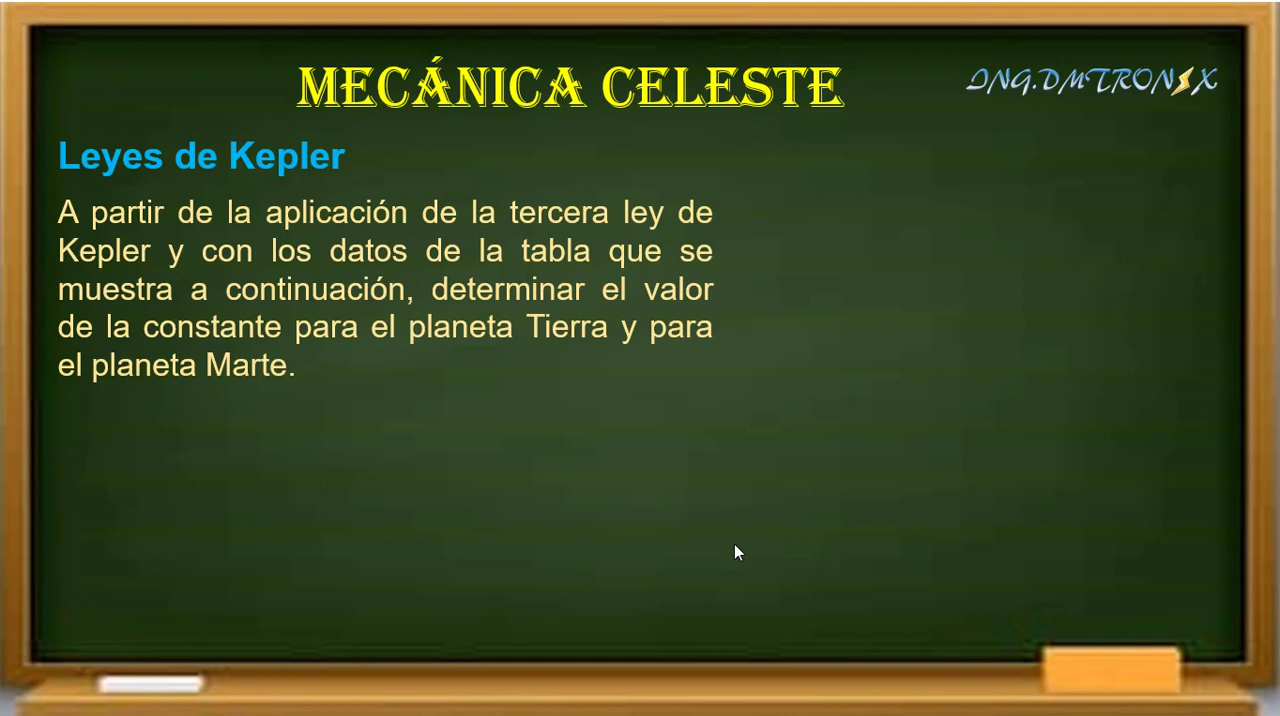 MECÁNICA CELESTE
ING.DMTRONIX
Leyes de Kepler
A partir de la aplicación de la tercera ley de
Kepler y con los datos de la tabla que se
muestra a continuación, determinar el valor
de la constante para el planeta Tierra y para
el planeta Marte.